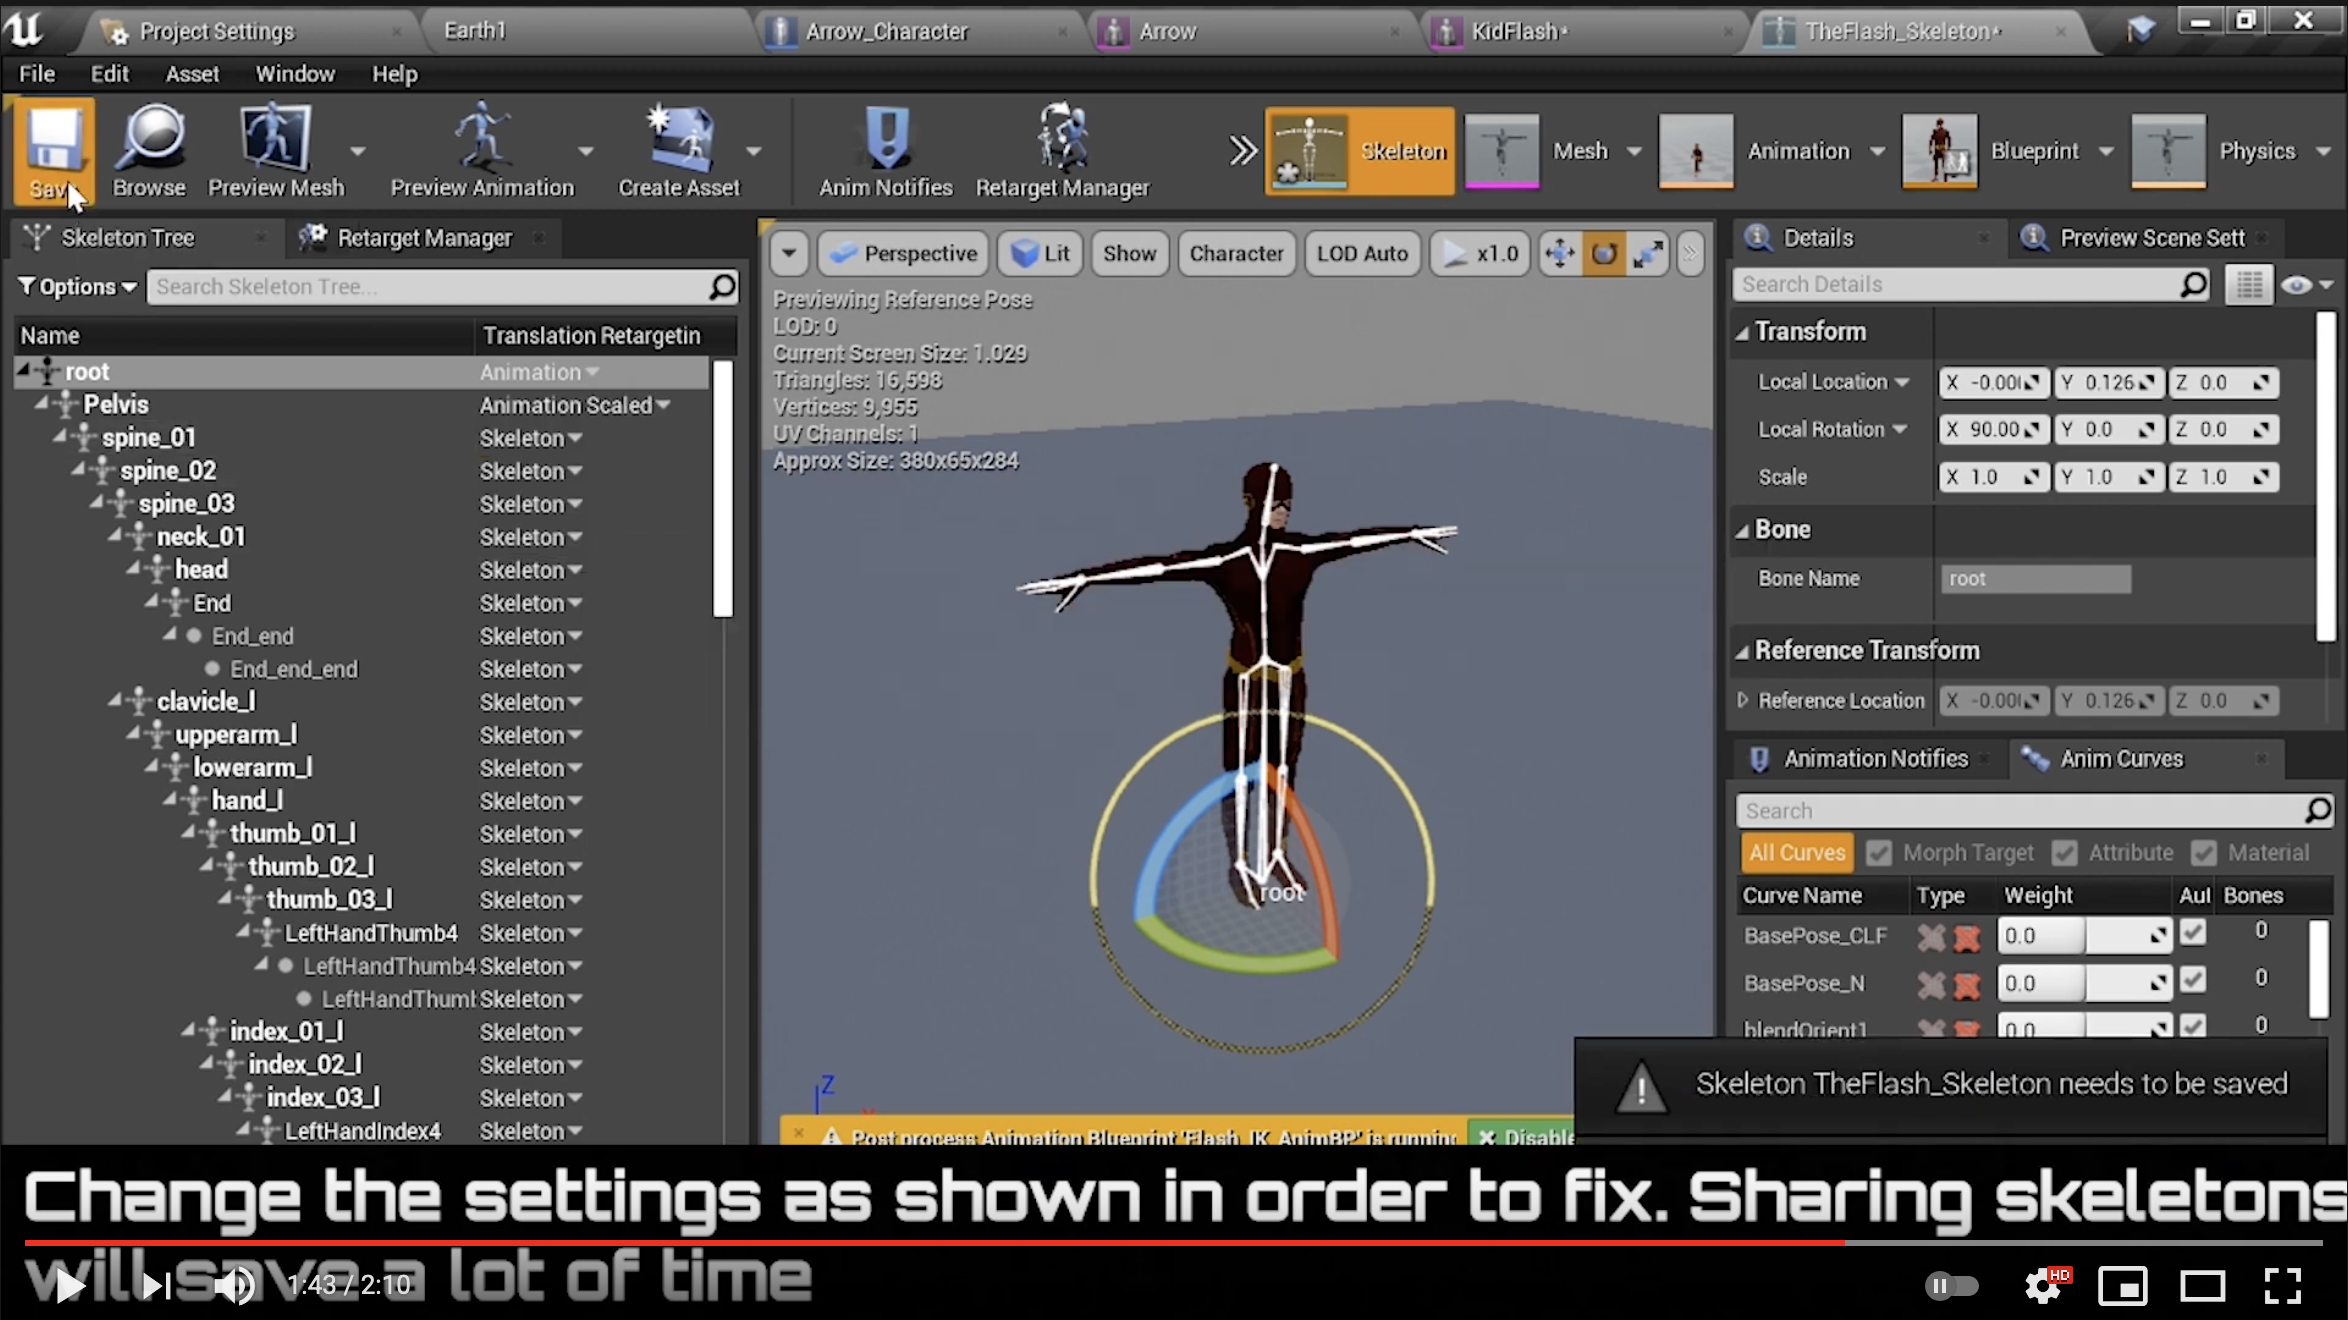 Project Settings
Earth1
Arrow_Character
Arrow
KidFlash*
TheFlash_Skeleton*
File Edit Asset Window Help
Save
Browse
Preview Mesh
Preview Animation
Create Asset
Anim Notifies
Retarget Manager
Skeleton
Mesh
Animation
Blueprint
Physics
Skeleton Tree
Retarget Manager
Options
Search Skeleton Tree...
Name Translation Retargetin
root Animation
Pelvis Animation Scaled
spine_01 Skeleton
spine_02 Skeleton
spine_03 Skeleton
neck_01 Skeleton
head Skeleton
End Skeleton
End_end Skeleton
End_end_end Skeleton
clavicle_l Skeleton
upperarm_l Skeleton
lowerarm_l Skeleton
hand_l Skeleton
thumb_01_l Skeleton
thumb_02_l Skeleton
thumb_03_l Skeleton
LeftHandThumb4 Skeleton
LeftHandThumb4 Skeleton
LeftHandThuml Skeleton
index_01_l Skeleton
index_02_l Skeleton
index_03_l Skeleton
LeftHandIndex4 Skeleton
Perspective Lit Show Character LOD Auto x1.0
Previewing Reference Pose
LOD: 0
Current Screen Size: 1.029
Triangles: 16,598
Vertices: 9,955
UV Channels: 1
Approx Size: 380x65x284
root
Z
Post process Animation Blueprint 'Flash_IK_AnimBP' is running Disable
Details
Preview Scene Sett
Search Details
Transform
Local Location X -0.00 Y 0.126 Z 0.0
Local Rotation X 90.00 Y 0.0 Z 0.0
Scale X 1.0 Y 1.0 Z 1.0
Bone
Bone Name root
Reference Transform
Reference Location X -0.00 Y 0.126 Z 0.0
Animation Notifies
Anim Curves
Search
All Curves Morph Target Attribute Material
Curve Name Type Weight Aul Bones
BasePose_CLF 0.0 0
BasePose_N 0.0 0
blendOrient1 0.0 0
Skeleton TheFlash_Skeleton needs to be saved
Change the settings as shown in order to fix. Sharing skeletons
will save a lot of time
1:43 / 2:10
HD